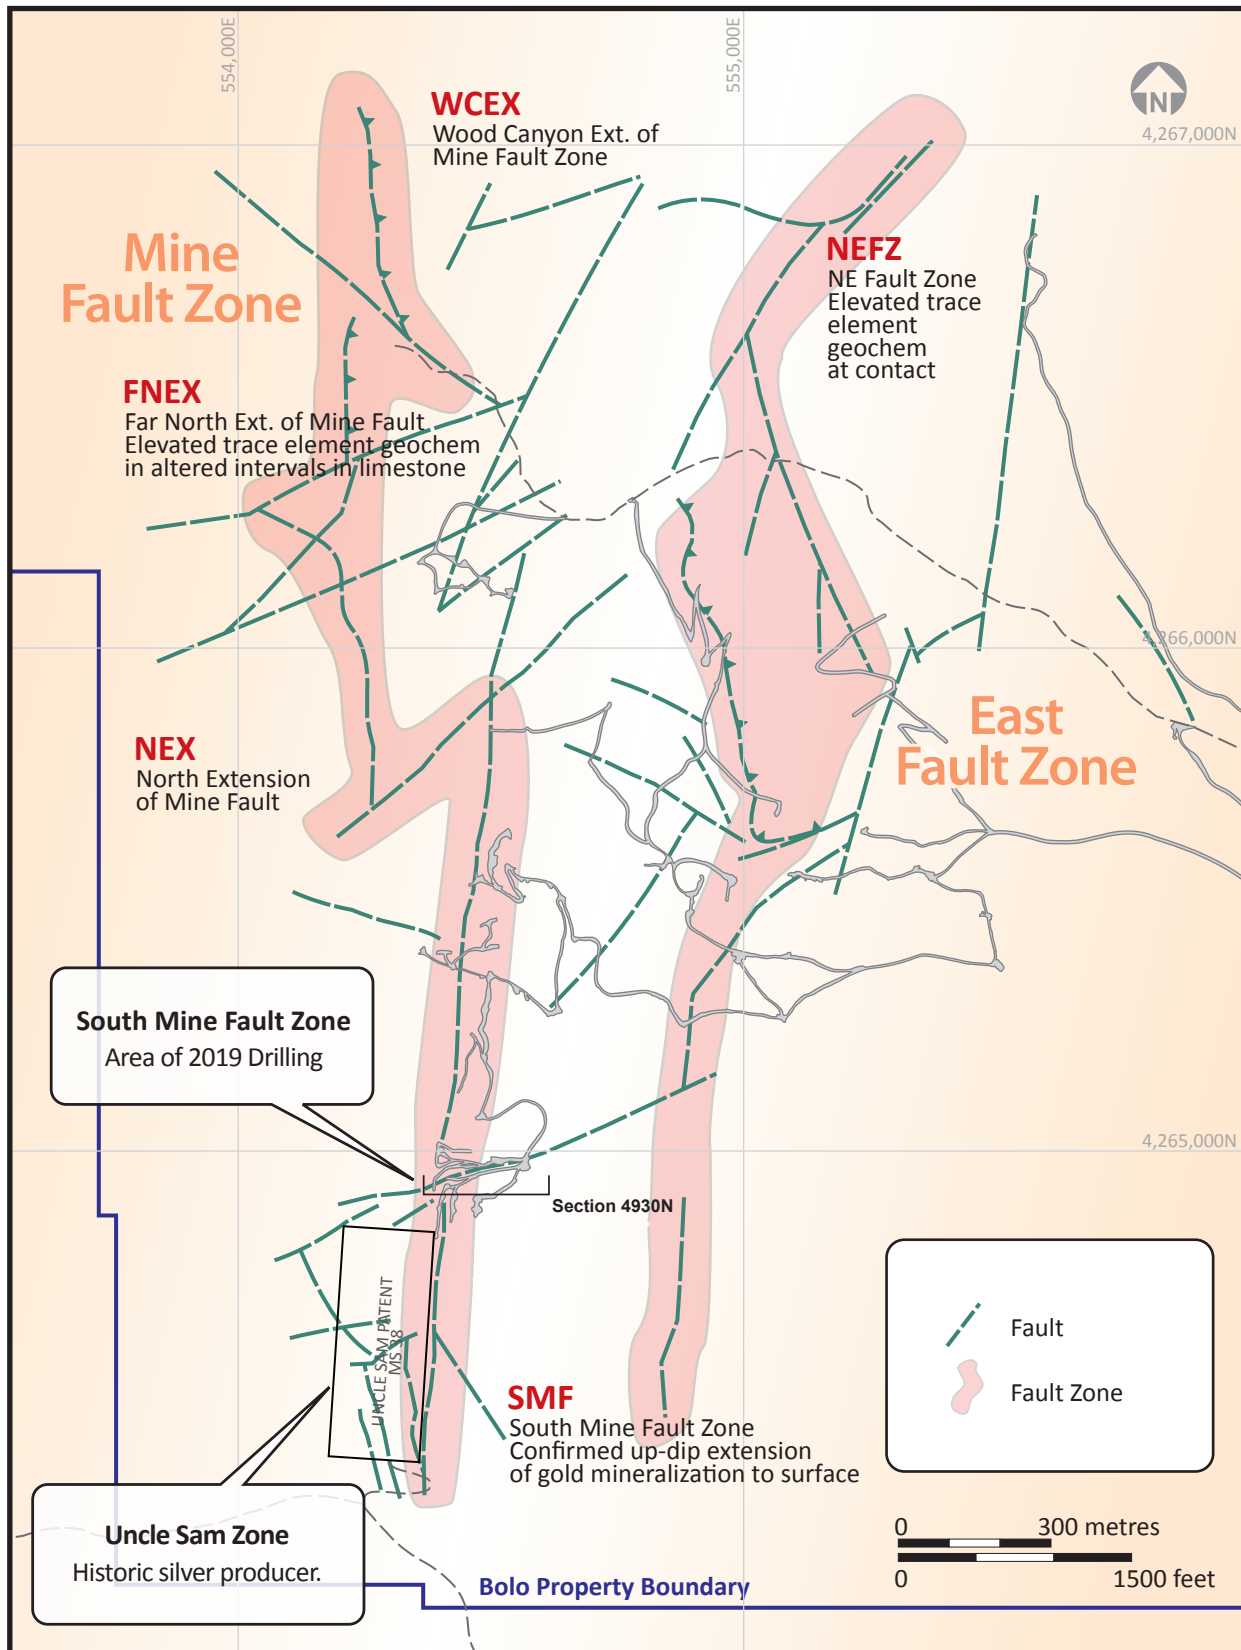 554,000E
555,000E
N
4,267,000N
WCEX
Wood Canyon Ext. of
Mine Fault Zone
Mine
Fault Zone
NEFZ
NE Fault Zone
Elevated trace
element
geochem
at contact
FNEX
Far North Ext. of Mine Fault
Elevated trace element geochem
in altered intervals in limestone
4,266,000N
East
Fault Zone
NEX
North Extension
of Mine Fault
South Mine Fault Zone
Area of 2019 Drilling
4,265,000N
Section 4930N
UNCLE SAM PATENT
MS 38
Fault
Fault Zone
SMF
South Mine Fault Zone
Confirmed up-dip extension
of gold mineralization to surface
Uncle Sam Zone
Historic silver producer.
0 300 metres
0 1500 feet
Bolo Property Boundary